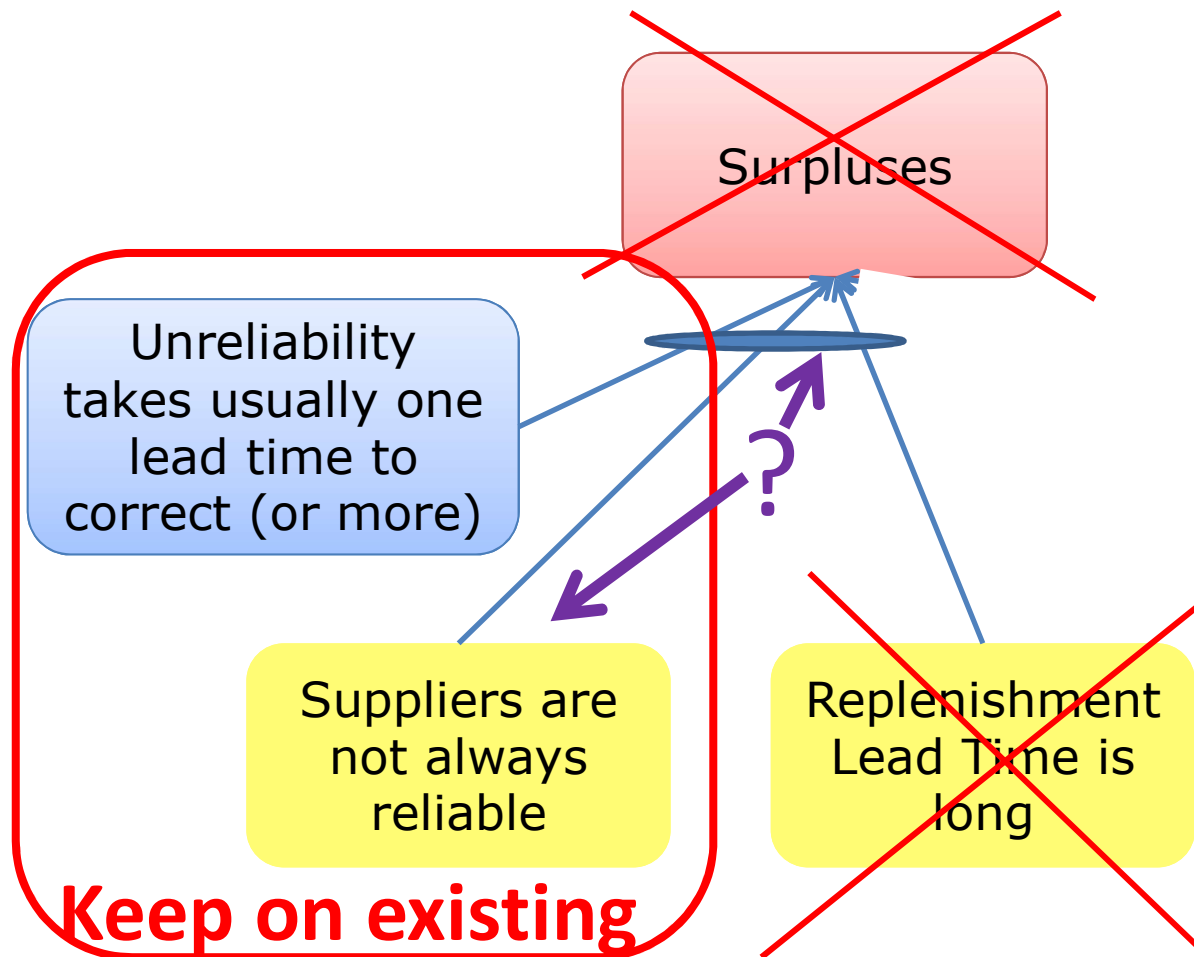 Surpluses
Unreliability
takes usually one
lead time to
correct (or more)
?
Suppliers are
not always
reliable
Replenishment
Lead Time is
long
Keep on existing